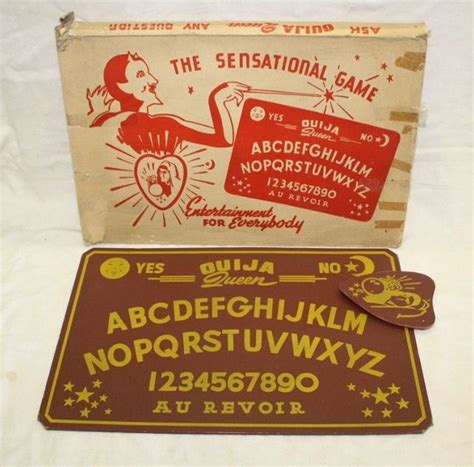 ASK OUIJA Queen ANY QUESTION
THE SENSATIONAL GAME
YES OUIJA NO
Queen
ABCDEFGHIJKLM
NOPQRSTUVWXYZ
1234567890
AU REVOIR
Entertainment
FOR Everybody
YES OUIJA NO
Queen
ABCDEFGHIJKLM
NOPQRSTUVWXYZ
1234567890
AU REVOIR